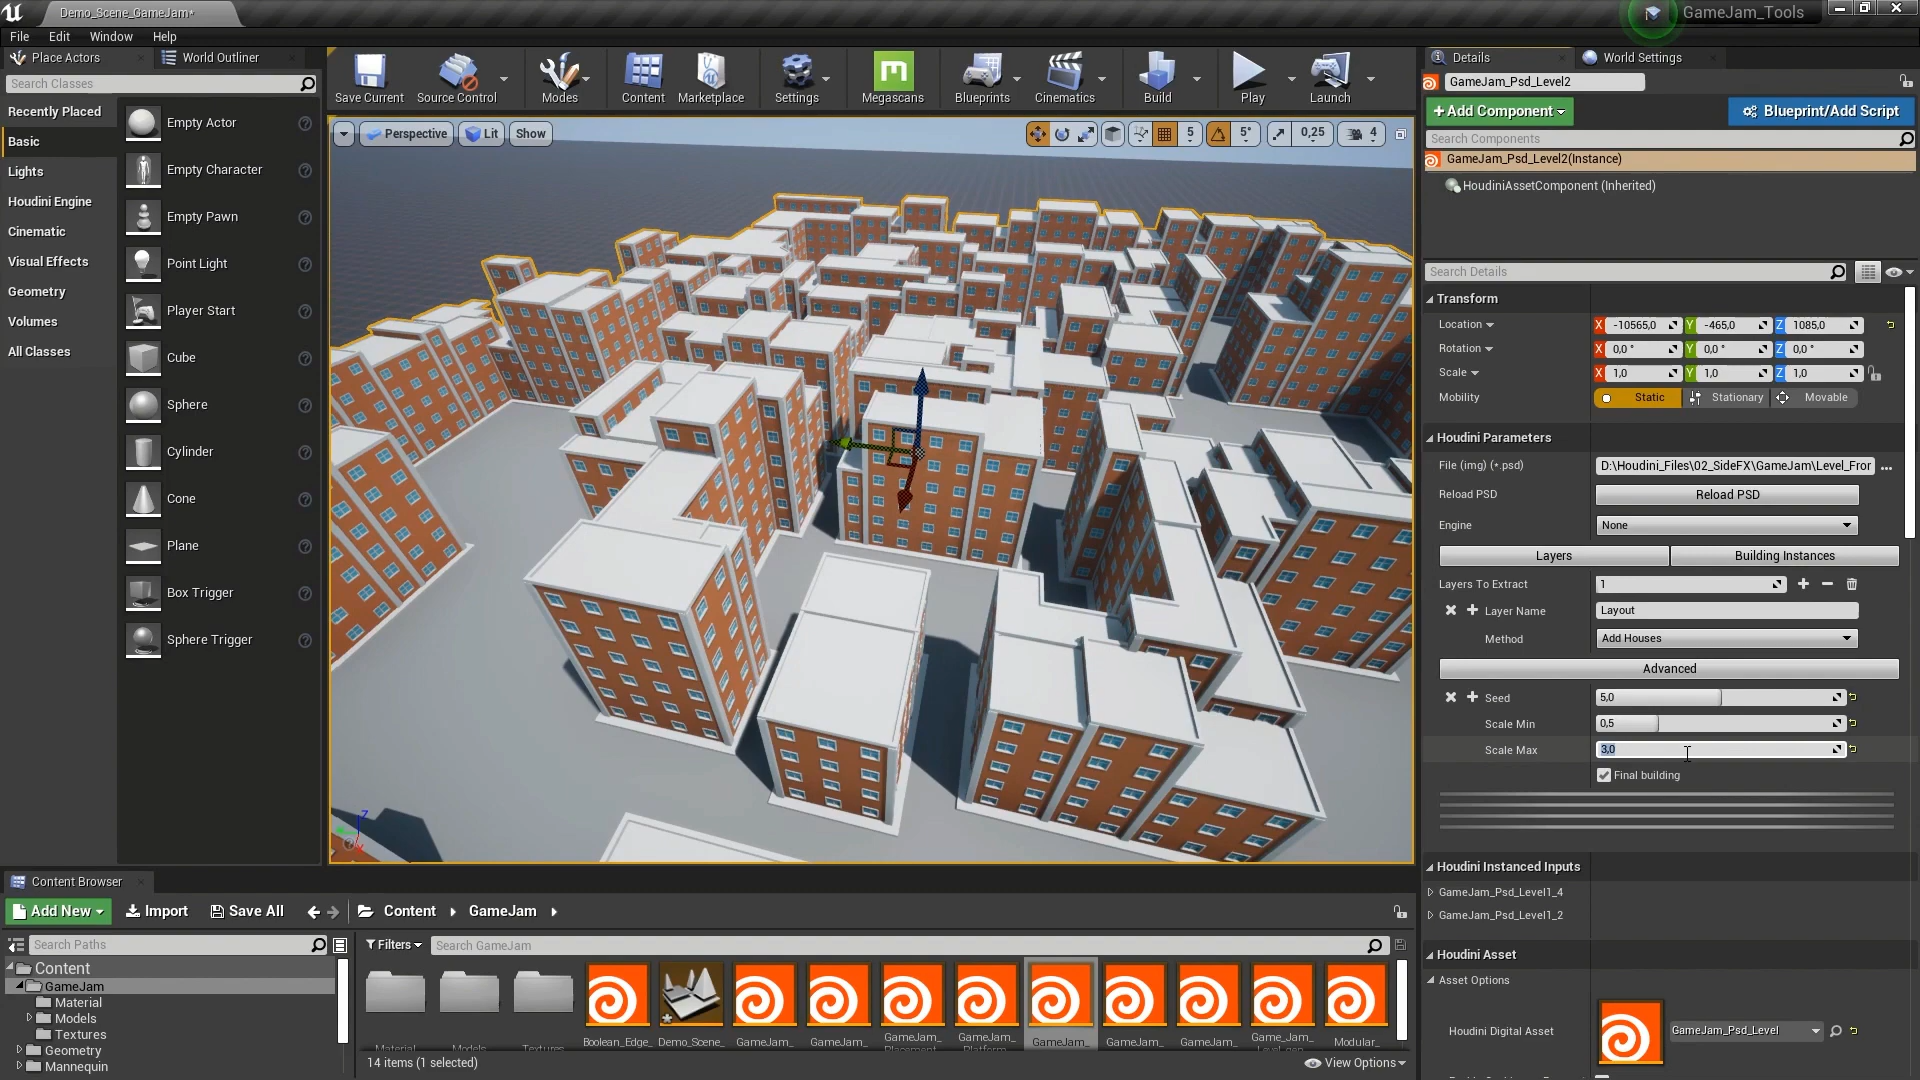 Demo_Scene_GameJam*
GameJam_Tools
File Edit Window Help
Place Actors
World Outliner
Search Classes
Recently Placed
Basic
Lights
Houdini Engine
Cinematic
Visual Effects
Geometry
Volumes
All Classes
Empty Actor
Empty Character
Empty Pawn
Point Light
Player Start
Cube
Sphere
Cylinder
Cone
Plane
Box Trigger
Sphere Trigger
Save Current
Source Control
Modes
Content
Marketplace
Settings
Megascans
Blueprints
Cinematics
Build
Play
Launch
Perspective
Lit
Show
5
5°
0,25
4
Z
Details
World Settings
GameJam_Psd_Level2
+Add Component
Blueprint/Add Script
Search Components
GameJam_Psd_Level2(Instance)
HoudiniAssetComponent (Inherited)
Search Details
Transform
Location X -10565,0 Y -465,0 Z 1085,0
Rotation X 0,0 ° Y 0,0 ° Z 0,0 °
Scale X 1,0 Y 1,0 Z 1,0
Mobility Static Stationary Movable
Houdini Parameters
File (img) (*.psd) D:\Houdini_Files\02_SideFX\GameJam\Level_Fror
Reload PSD Reload PSD
Engine None
Layers Building Instances
Layers To Extract 1
Layer Name Layout
Method Add Houses
Advanced
Seed 5,0
Scale Min 0,5
Scale Max 3,0
Final building
Houdini Instanced Inputs
GameJam_Psd_Level1_4
GameJam_Psd_Level1_2
Houdini Asset
Asset Options
Houdini Digital Asset GameJam_Psd_Level
Content Browser
Add New
Import
Save All
Content
GameJam
Search Paths
Filters
Search GameJam
Content
GameJam
Material
Models
Textures
Geometry
Mannequin
Material
Models
Textures
Boolean_Edge_
Demo_Scene_
GameJam_
GameJam_
GameJam_
Placement
GameJam_
Platform
GameJam_
GameJam_
GameJam_
Game_Jam_
Modular_
14 items (1 selected)
View Options